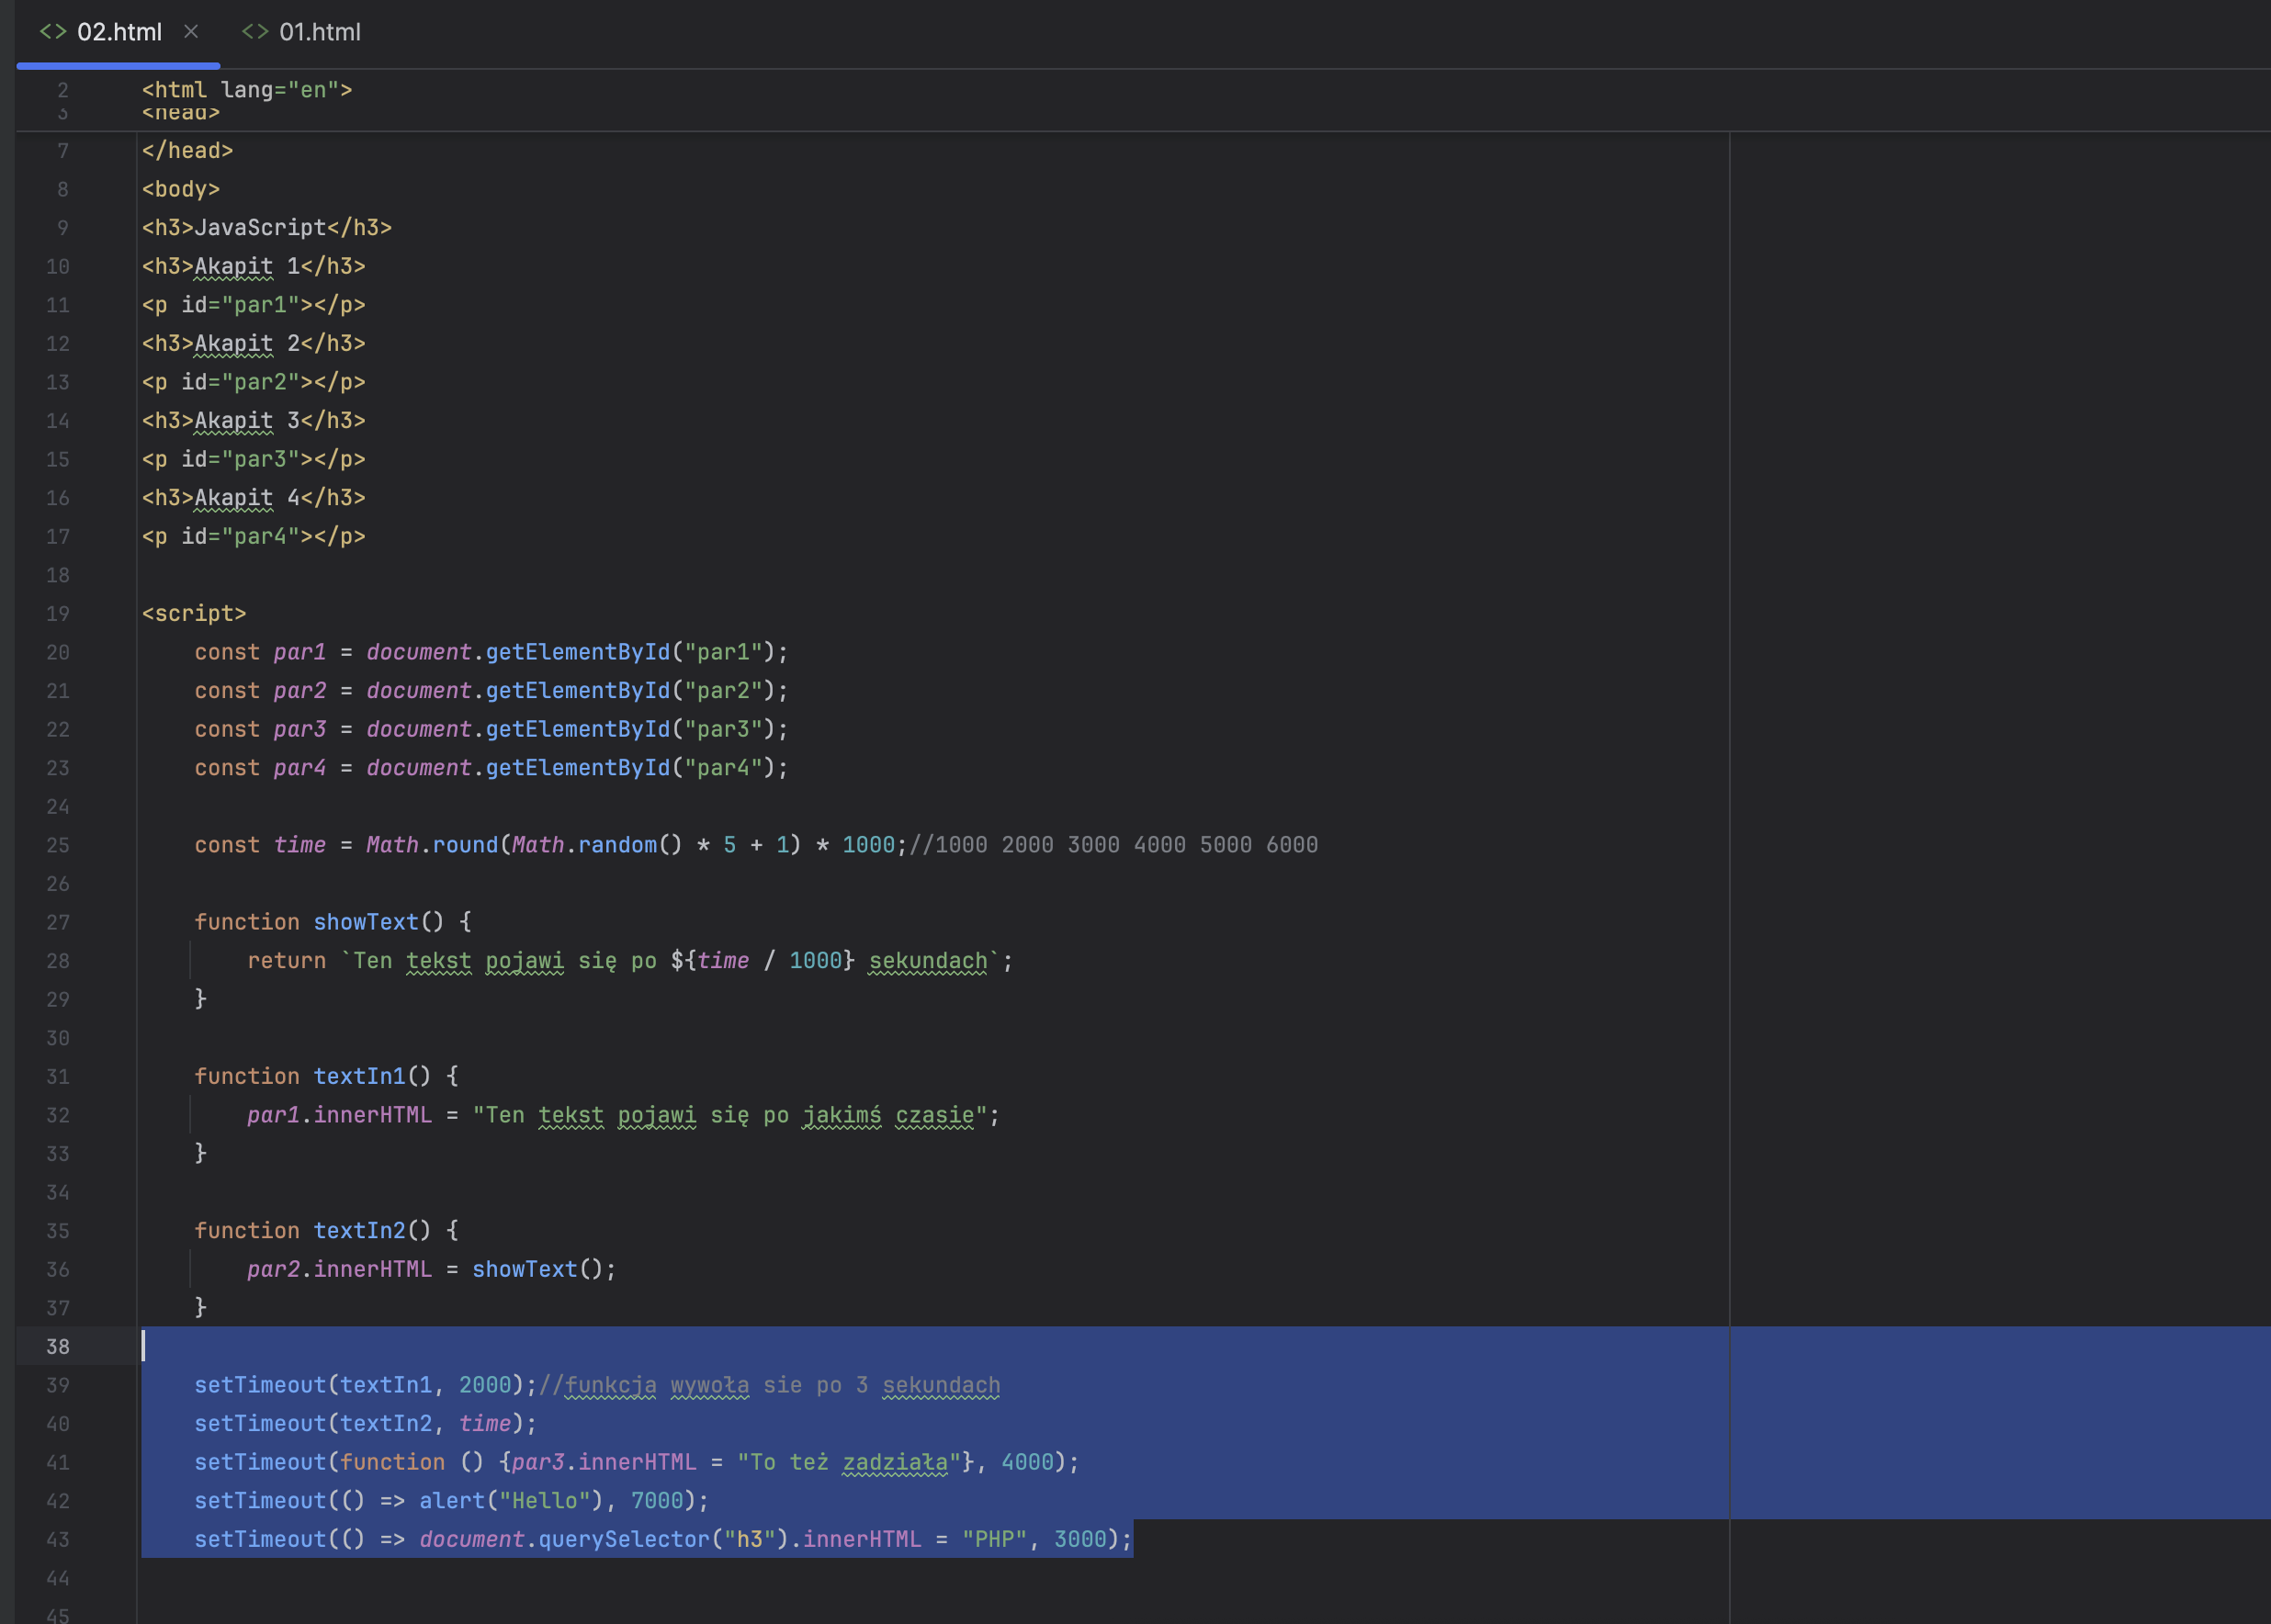 02.html 01.html
2 <html lang="en">
3 <head>
7 </head>
8 <body>
9 <h3>JavaScript</h3>
10 <h3>Akapit 1</h3>
11 <p id="par1"></p>
12 <h3>Akapit 2</h3>
13 <p id="par2"></p>
14 <h3>Akapit 3</h3>
15 <p id="par3"></p>
16 <h3>Akapit 4</h3>
17 <p id="par4"></p>
18
19 <script>
20 const par1 = document.getElementById("par1");
21 const par2 = document.getElementById("par2");
22 const par3 = document.getElementById("par3");
23 const par4 = document.getElementById("par4");
24
25 const time = Math.round(Math.random() * 5 + 1) * 1000;//1000 2000 3000 4000 5000 6000
26
27 function showText() {
28 return `Ten tekst pojawi się po ${time / 1000} sekundach`;
29 }
30
31 function textIn1() {
32 par1.innerHTML = "Ten tekst pojawi się po jakimś czasie";
33 }
34
35 function textIn2() {
36 par2.innerHTML = showText();
37 }
38
39 setTimeout(textIn1, 2000);//funkcja wywoła sie po 3 sekundach
40 setTimeout(textIn2, time);
41 setTimeout(function () {par3.innerHTML = "To też zadziała"}, 4000);
42 setTimeout(() => alert("Hello"), 7000);
43 setTimeout(() => document.querySelector("h3").innerHTML = "PHP", 3000);
44
45